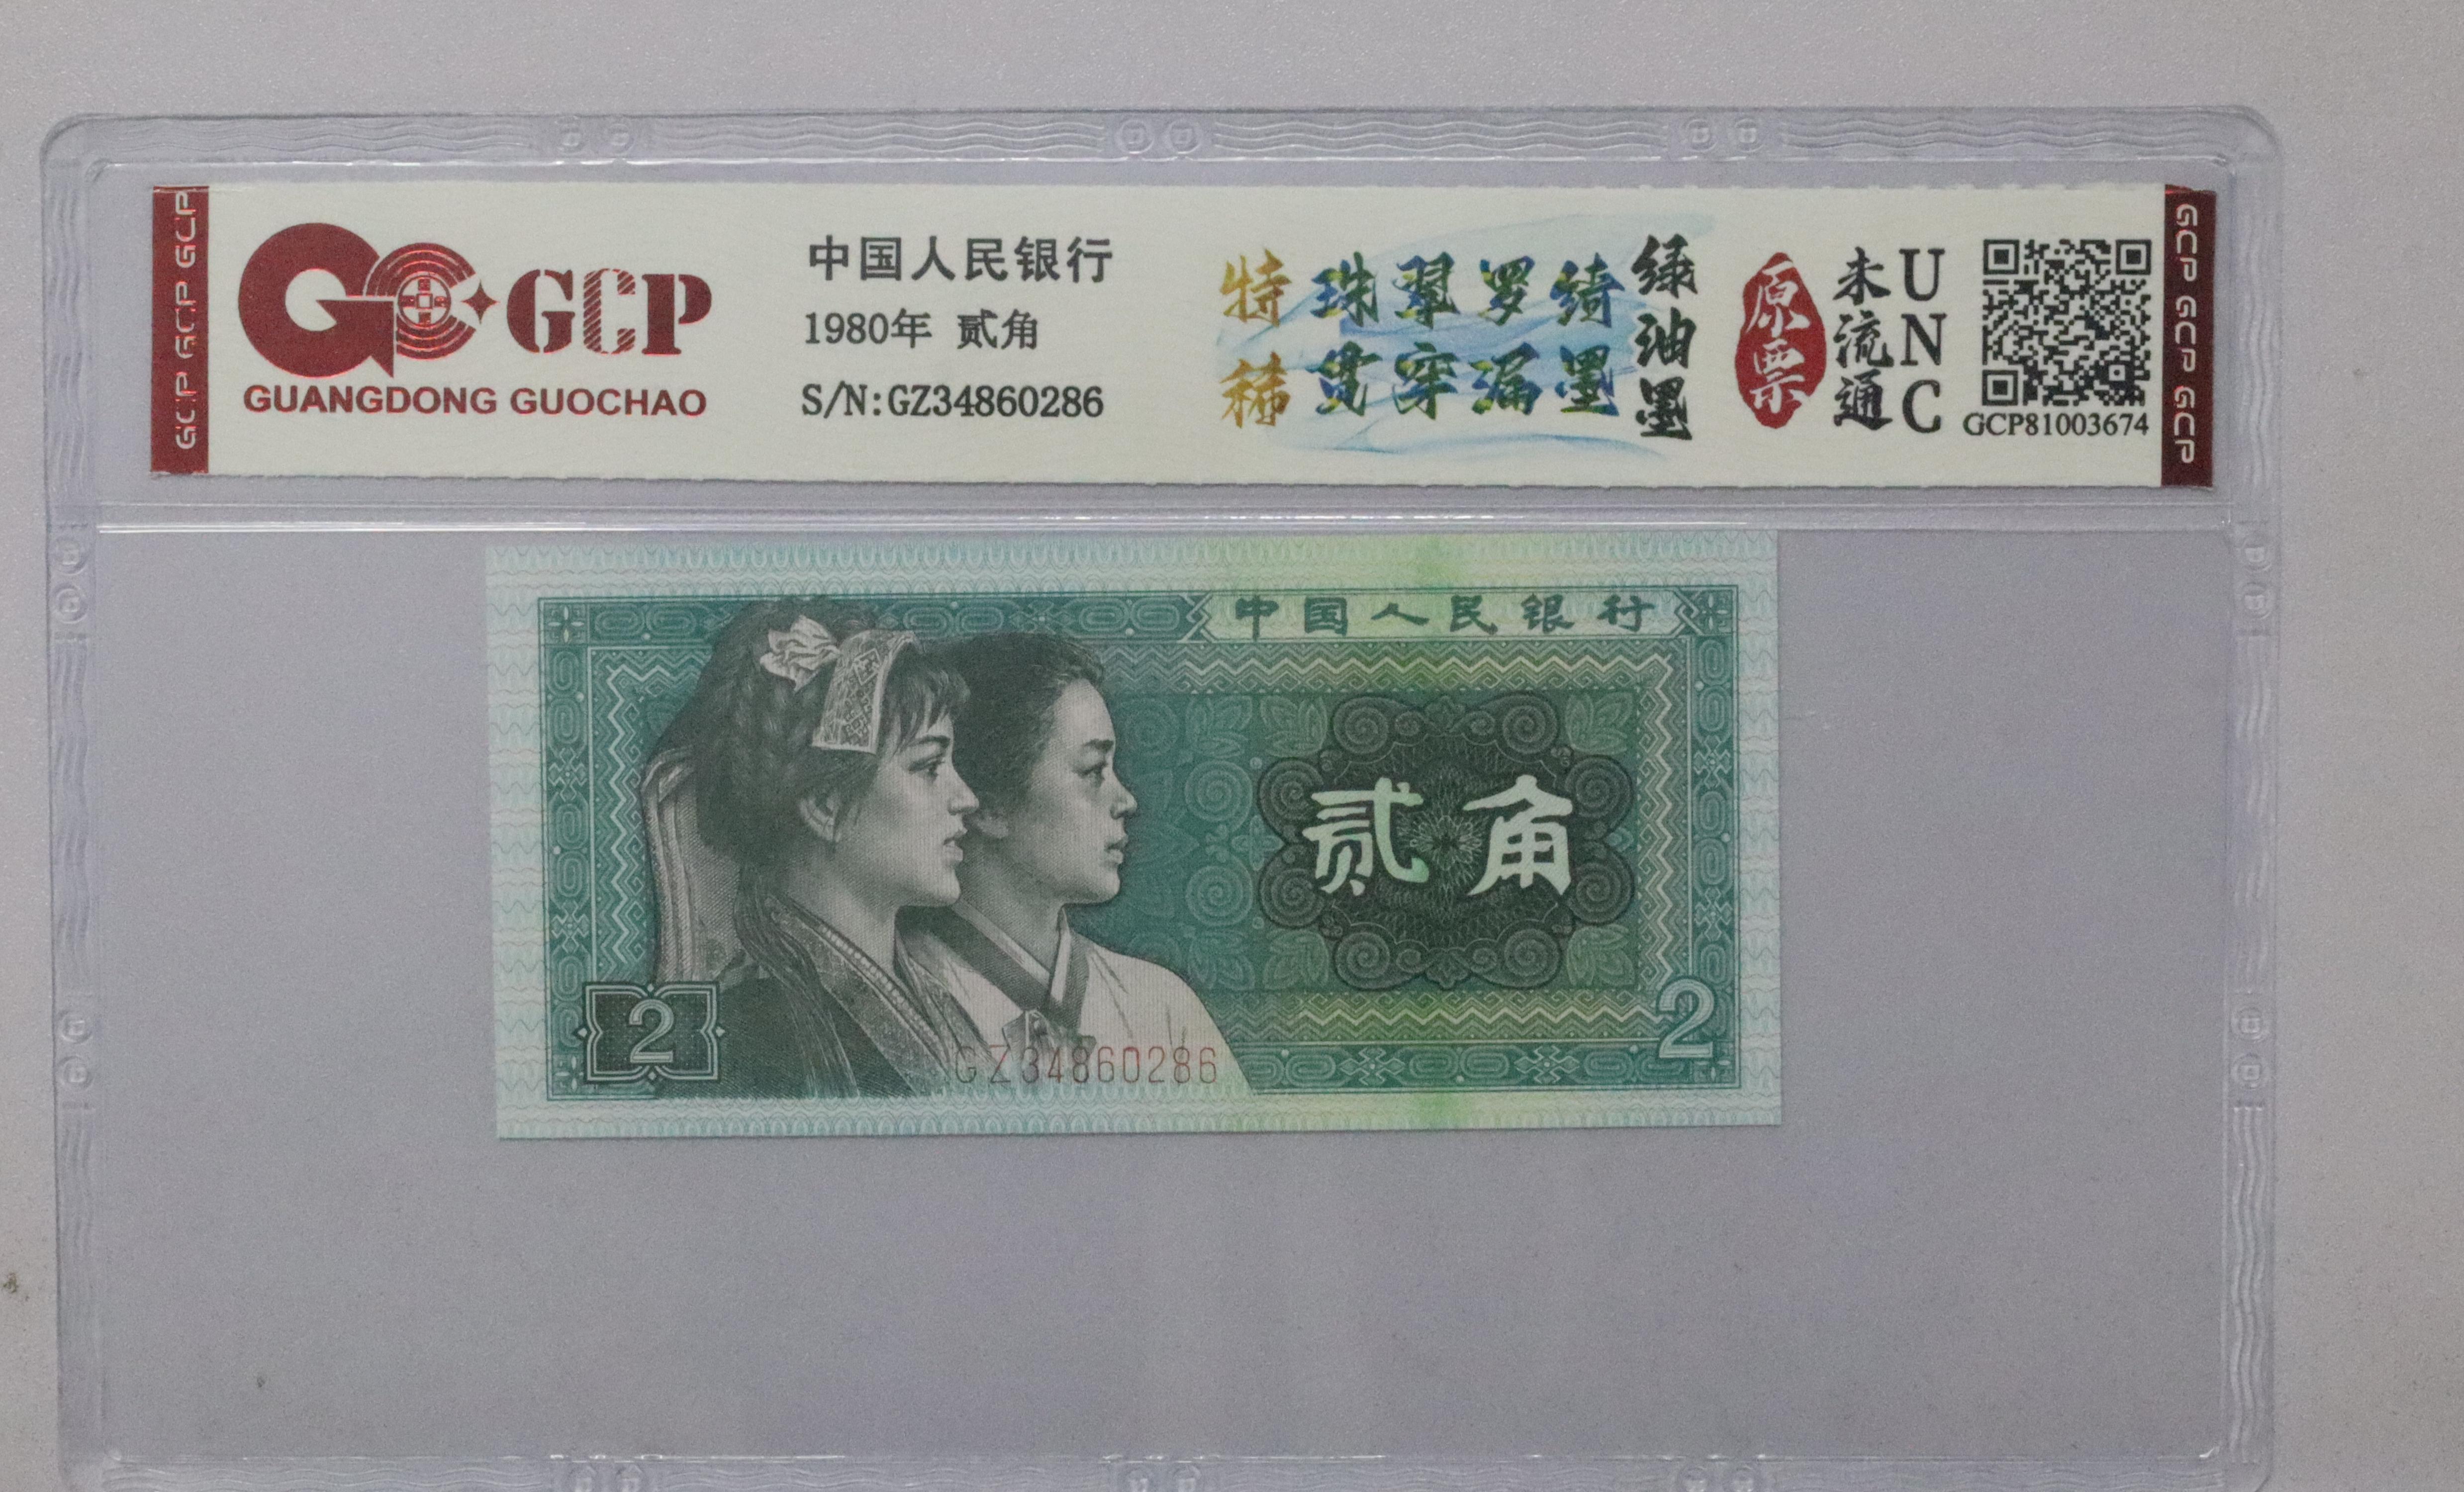 GCP GCP GCP
GCP
GUANGDONG GUOCHAO
中国人民银行
1980年 贰角
S/N:GZ34860286
特稀
珠翠罗绮
贯穿漏墨
绿油墨
原票
未流通
UNC
GCP81003674
GCP GCP GCP
中国人民银行
贰角
2
GZ34860286
2